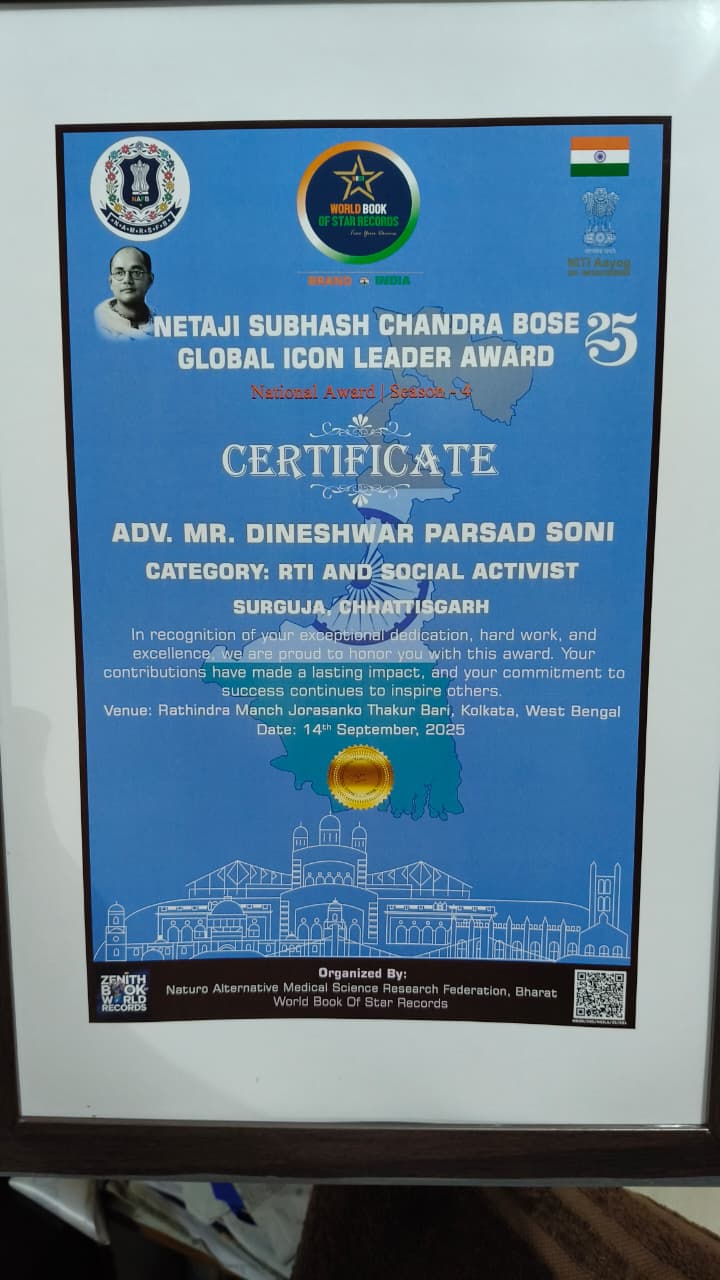 NAFB
N★A★M★R★S★F★B
WORLD BOOK
OF STAR RECORDS
BRAND INDIA
सत्यमेव जयते
NITI Aayog
NETAJI SUBHASH CHANDRA BOSE
GLOBAL ICON LEADER AWARD
25
National Award | Season - 4
CERTIFICATE
ADV. MR. DINESHWAR PARSAD SONI
CATEGORY: RTI AND SOCIAL ACTIVIST
SURGUJA, CHHATTISGARH
In recognition of your exceptional dedication, hard work, and
excellence, we are proud to honor you with this award. Your
contributions have made a lasting impact, and your commitment to
success continues to inspire others.
Venue: Rathindra Manch Jorasanko Thakur Bari, Kolkata, West Bengal
Date: 14th September, 2025
ZENITH
BOOK
WORLD
RECORDS
Organized By:
Naturo Alternative Medical Science Research Federation, Bharat
World Book Of Star Records